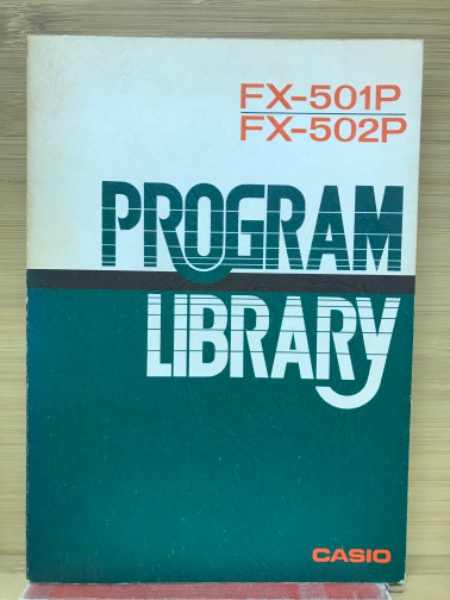 FX-501P
FX-502P
PROGRAM
LIBRARY
CASIO